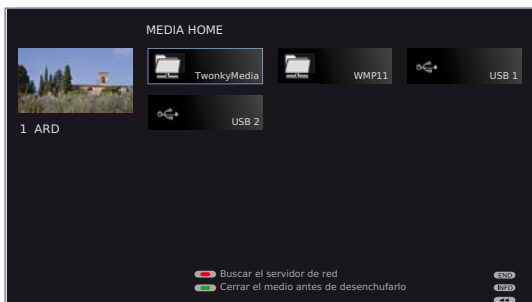 MEDIA HOME
TwonkyMedia
WMP11
USB 1
USB 2
1 ARD
Buscar el servidor de red
END
Cerrar el medio antes de desenchufarlo
INFO